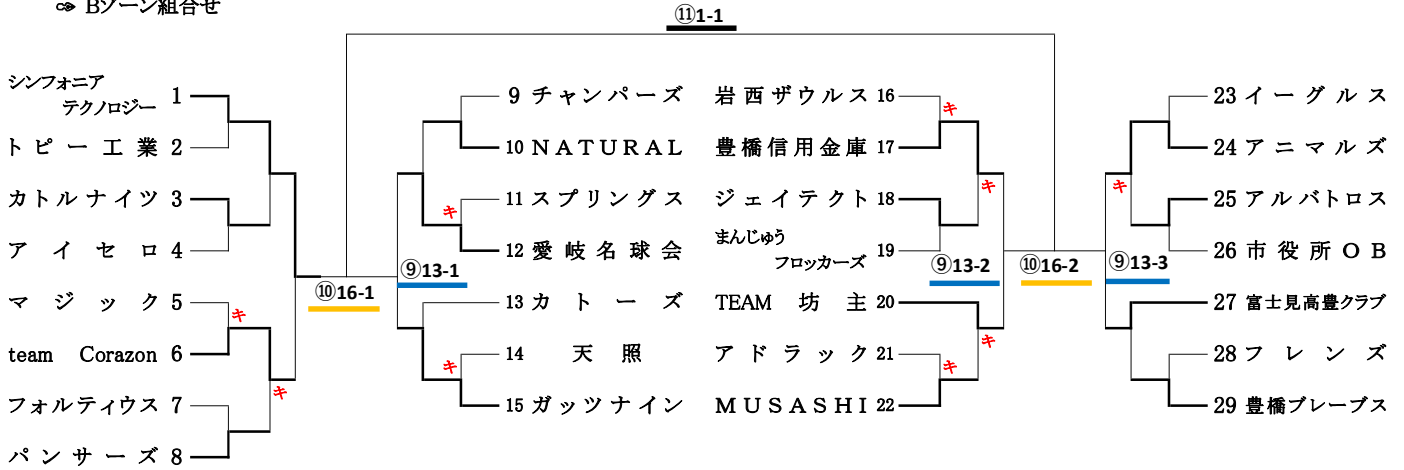 Bゾーン組合せ
⑪1-1
シンフォニア
テクノロジー 1
トピー工業 2
カトルナイツ 3
アイセロ 4
マジック 5
キ
team Corazon 6
フォルティウス 7
キ
パンサーズ 8
⑩16-1
9 チャンパーズ
10 NATURAL
11 スプリングス
キ
12 愛岐名球会
⑨13-1
13 カトーズ
14 天照
キ
15 ガッツナイン
岩西ザウルス 16
キ
豊橋信用金庫 17
キ
ジェイテクト 18
まんじゅう
フロッカーズ 19
⑨13-2
TEAM 坊主 20
キ
アドラック 21
キ
MUSASHI 22
⑩16-2
23 イーグルス
24 アニマルズ
キ
25 アルバトロス
26 市役所OB
⑨13-3
27 富士見高豊クラブ
28 フレンズ
29 豊橋ブレーブス